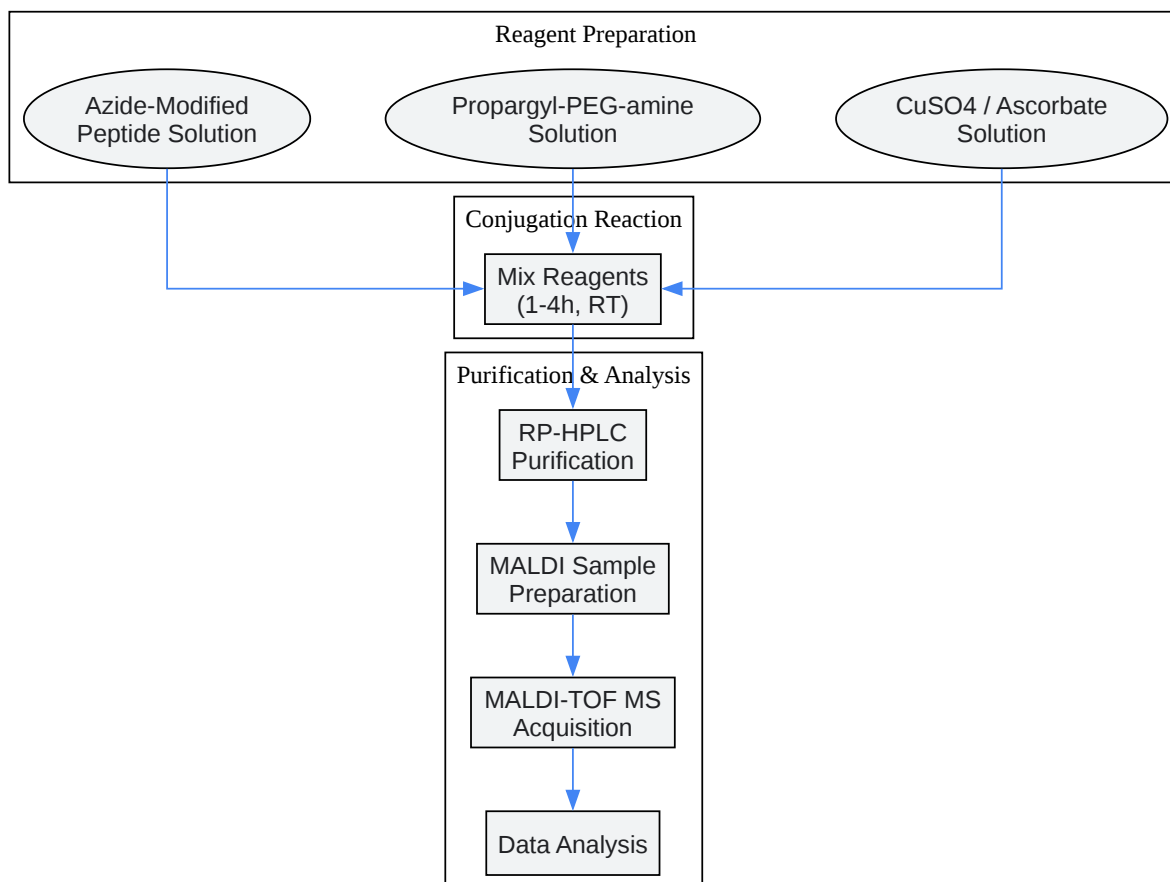 Reagent Preparation
Azide-Modified
Peptide Solution
Propargyl-PEG-amine
Solution
CuSO4 / Ascorbate
Solution
Conjugation Reaction
Mix Reagents
(1-4h, RT)
Purification & Analysis
RP-HPLC
Purification
MALDI Sample
Preparation
MALDI-TOF MS
Acquisition
Data Analysis